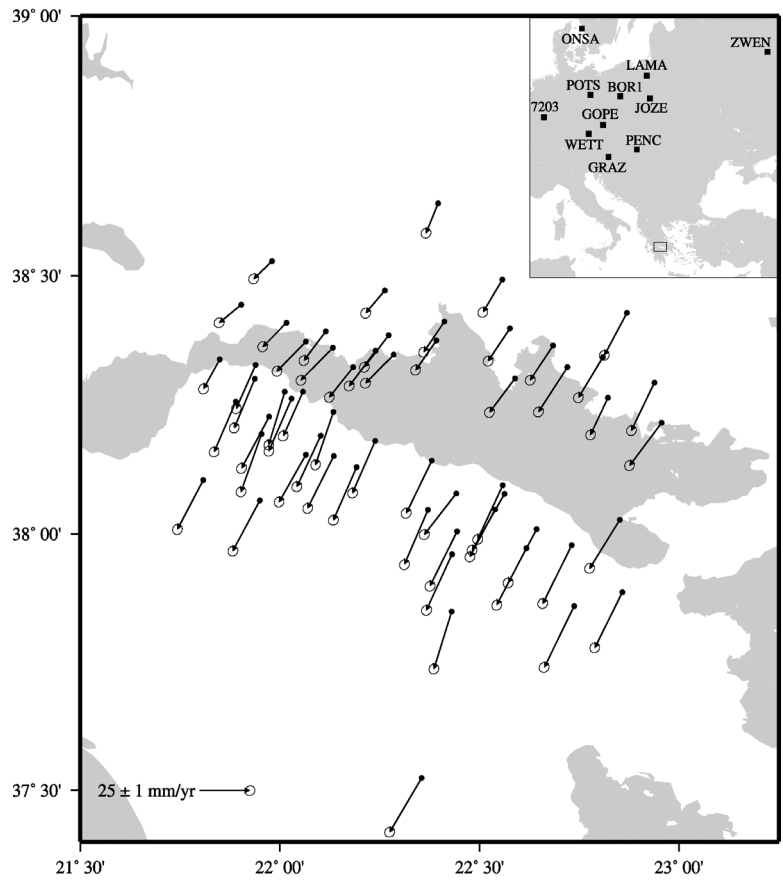 39° 00'
ONSA
ZWEN
LAMA
POTS
BOR1
7203
JOZE
GOPE
WETT
PENC
GRAZ
38° 30'
38° 00'
37° 30'
25 ± 1 mm/yr
21° 30'
22° 00'
22° 30'
23° 00'